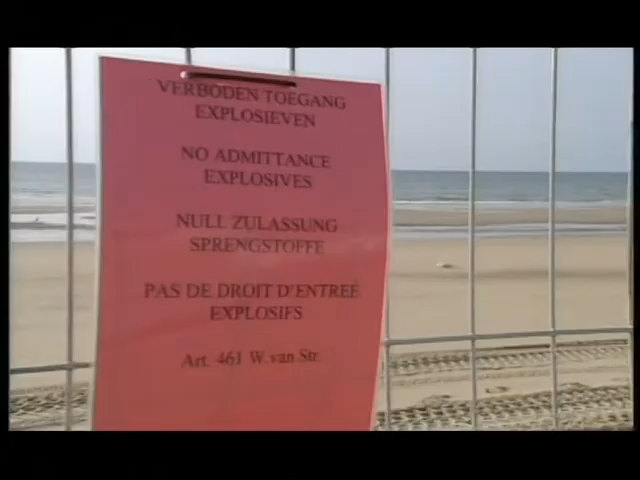 VERBODEN TOEGANG
EXPLOSIEVEN
NO ADMITTANCE
EXPLOSIVES
NULL ZULASSUNG
SPRENGSTOFFE
PAS DE DROIT D'ENTREE
EXPLOSIFS
Art. 461 W. van Str.